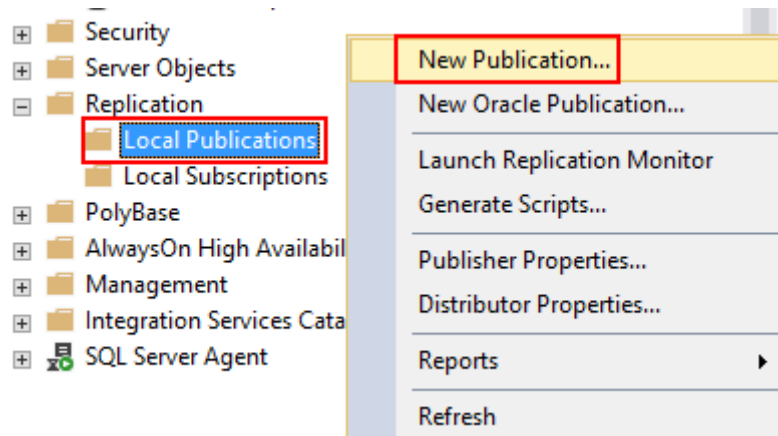 Security
Server Objects
Replication
Local Publications
Local Subscriptions
PolyBase
AlwaysOn High Availabil
Management
Integration Services Cata
SQL Server Agent
New Publication...
New Oracle Publication...
Launch Replication Monitor
Generate Scripts...
Publisher Properties...
Distributor Properties...
Reports
Refresh